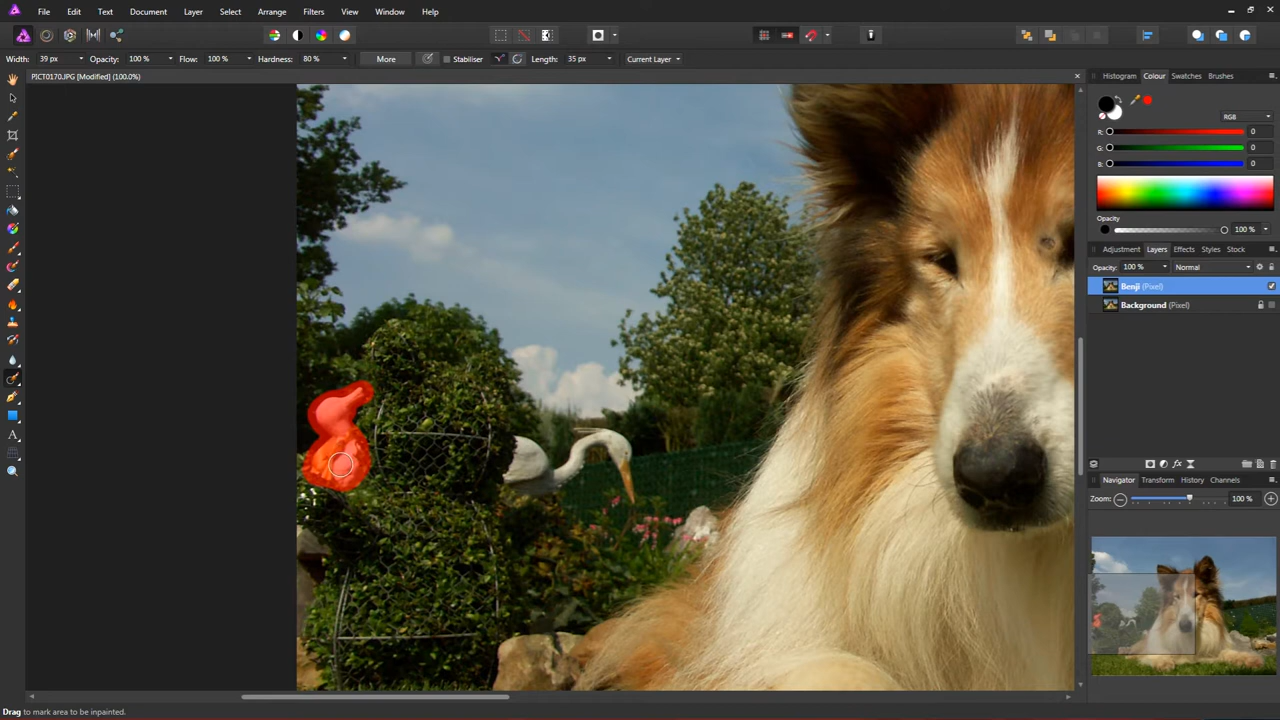 File Edit Text Document Layer Select Arrange Filters View Window Help
Width: 39 px Opacity: 100 % Flow: 100 % Hardness: 80 % More Stabiliser Length: 35 px Current Layer
PICT0170.JPG [Modified] (100.0%)
Histogram Colour Swatches Brushes
RGB
R: 0
G: 0
B: 0
Opacity
100 %
Adjustment Layers Effects Styles Stock
Opacity: 100 % Normal
Benji (Pixel)
Background (Pixel)
fx
Navigator Transform History Channels
Zoom: 100 %
A
Drag to mark area to be inpainted.